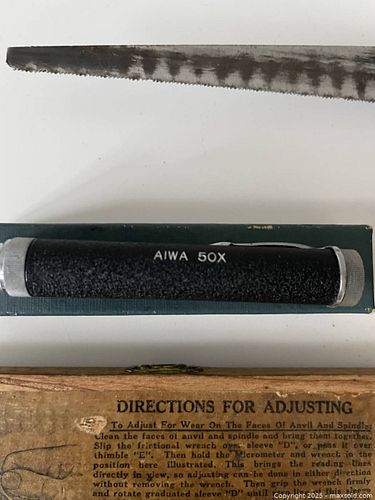 AIWA 50X
DIRECTIONS FOR ADJUSTING
To Adjust For Wear On The Faces Of Anvil And Spindle:
Clean the faces of anvil and spindle and bring them together.
Slip the frictional wrench over sleeve "D", or pass it over
thimble "E". Then hold the Micrometer and wrench in the
position here illustrated. This brings the reading lines
directly in view, so adjusting can be done in either direction
without removing the wrench. Then grip the wrench firmly
and rotate graduated sleeve "D" until
Copyright 2025 - maxsold.com